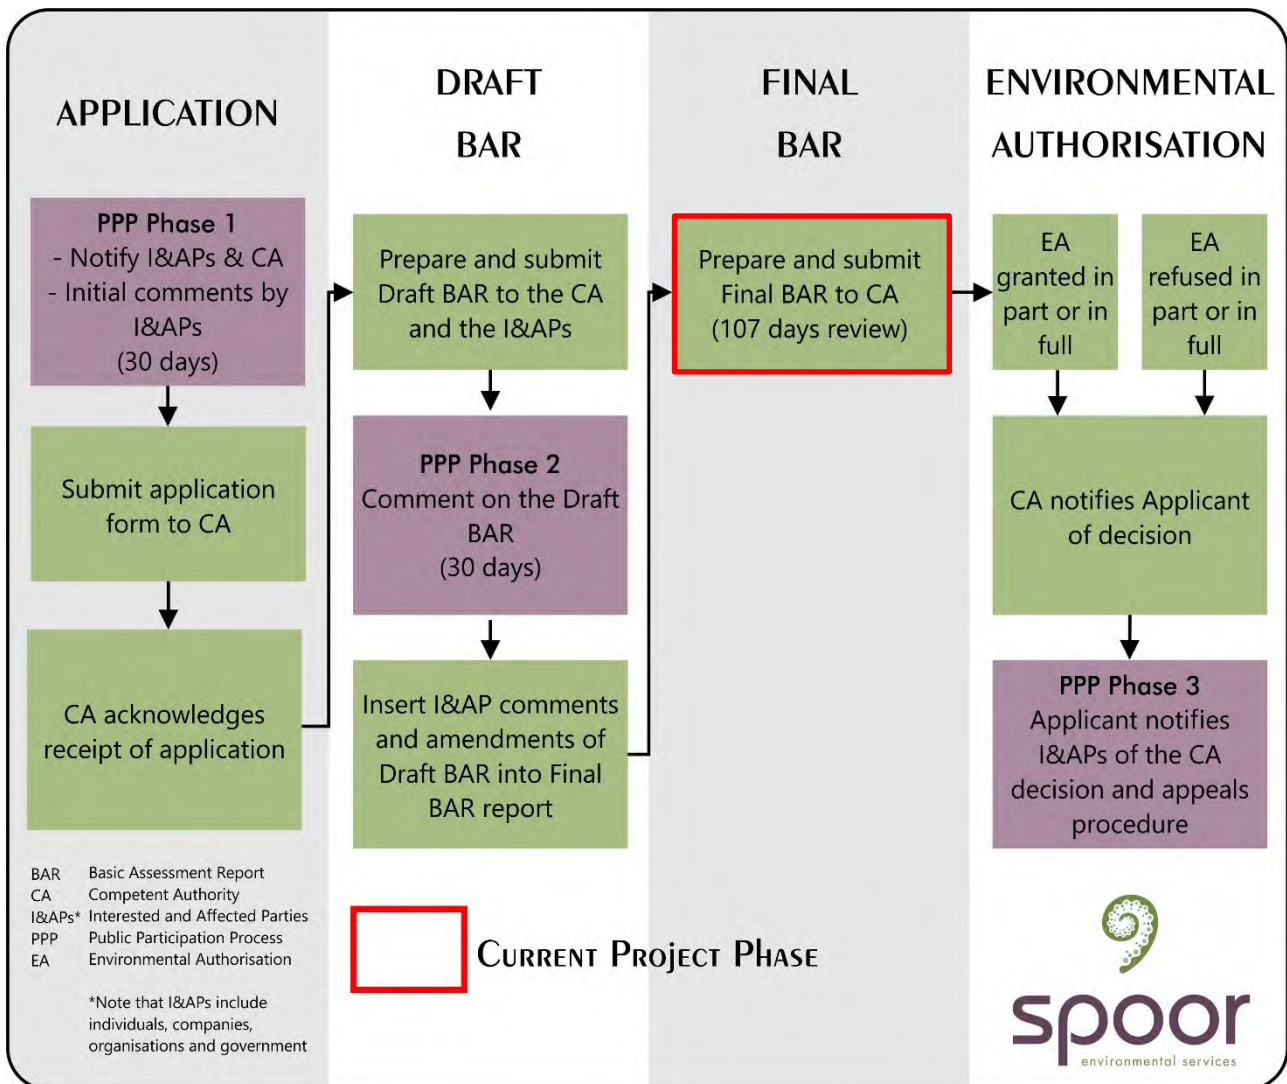 APPLICATION
PPP Phase 1
- Notify I&APs & CA
- Initial comments by
I&APs
(30 days)
Submit application
form to CA
CA acknowledges
receipt of application
DRAFT
BAR
Prepare and submit
Draft BAR to the CA
and the I&APs
PPP Phase 2
Comment on the Draft
BAR
(30 days)
Insert I&AP comments
and amendments of
Draft BAR into Final
BAR report
FINAL
BAR
Prepare and submit
Final BAR to CA
(107 days review)
ENVIRONMENTAL
AUTHORISATION
EA
granted in
part or in
full
EA
refused in
part or in
full
CA notifies Applicant
of decision
PPP Phase 3
Applicant notifies
I&APs of the CA
decision and appeals
procedure
BAR Basic Assessment Report
CA Competent Authority
I&APs* Interested and Affected Parties
PPP Public Participation Process
EA Environmental Authorisation
*Note that I&APs include
individuals, companies,
organisations and government
CURRENT PROJECT PHASE
spoor
environmental services